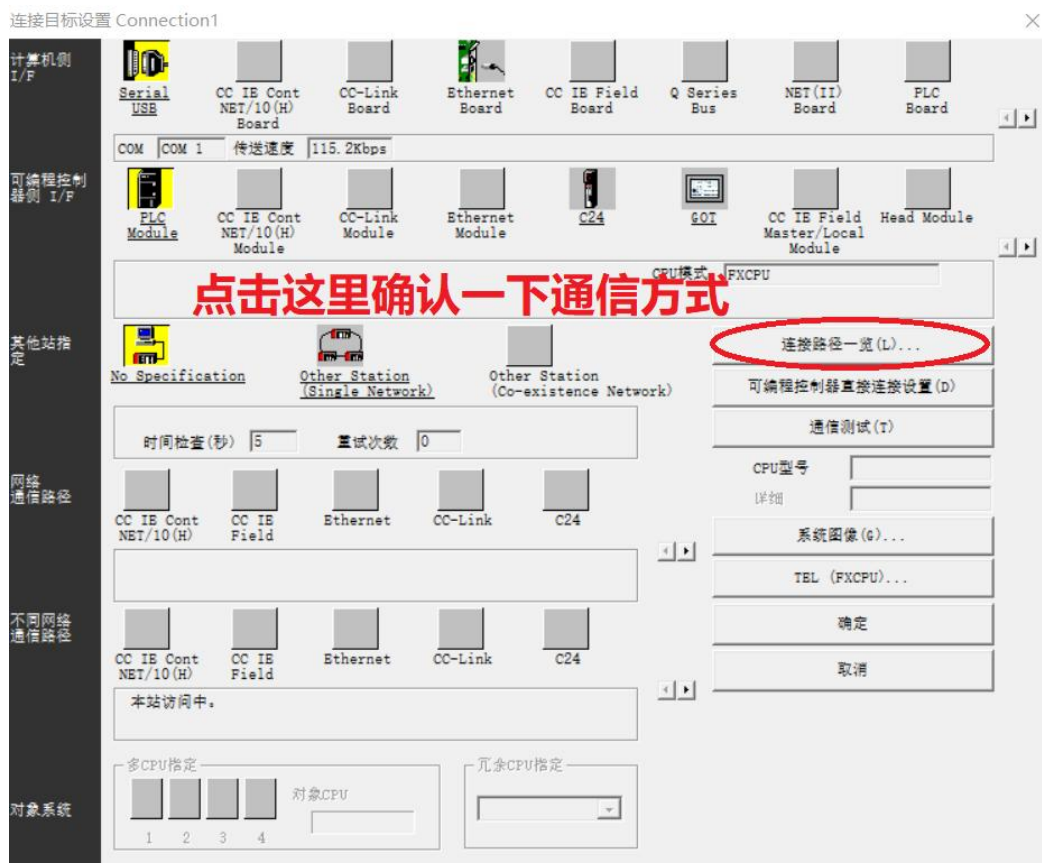 连接目标设置 Connection1
计算机侧
I/F
Serial
USB
CC IE Cont
NET/10(H)
Board
CC-Link
Board
Ethernet
Board
CC IE Field
Board
Q Series
Bus
NET(II)
Board
PLC
Board
COM COM 1 传送速度 115.2Kbps
可编程控制
器侧 I/F
PLC
Module
CC IE Cont
NET/10(H)
Module
CC-Link
Module
Ethernet
Module
C24
GOT
CC IE Field
Master/Local
Module
Head Module
CPU模式 FXCPU
点击这里确认一下通信方式
其他站指
定
No Specification
Other Station
(Single Network)
Other Station
(Co-existence Network)
连接路径一览(L)...
可编程控制器直接连接设置(D)
通信测试(T)
时间检查(秒) 5 重试次数 0
CPU型号
详细
网络
通信路径
CC IE Cont
NET/10(H)
CC IE
Field
Ethernet
CC-Link
C24
系统图像(G)...
TEL (FXCPU)...
不同网络
通信路径
CC IE Cont
NET/10(H)
CC IE
Field
Ethernet
CC-Link
C24
确定
取消
本站访问中。
多CPU指定
冗余CPU指定
对象系统
对象CPU
1 2 3 4